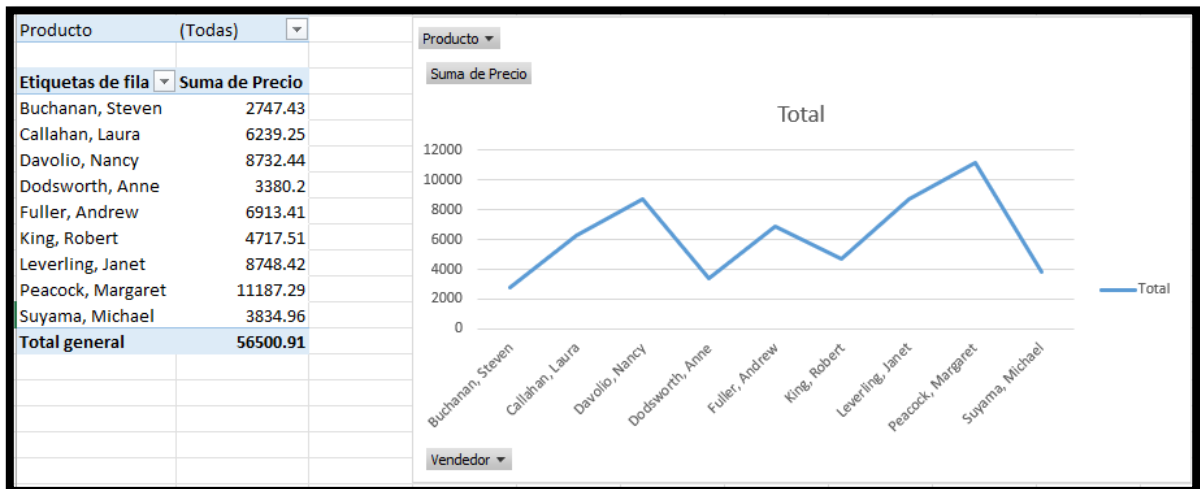 Producto (Todas)
Etiquetas de fila Suma de Precio
Buchanan, Steven 2747.43
Callahan, Laura 6239.25
Davolio, Nancy 8732.44
Dodsworth, Anne 3380.2
Fuller, Andrew 6913.41
King, Robert 4717.51
Leverling, Janet 8748.42
Peacock, Margaret 11187.29
Suyama, Michael 3834.96
Total general 56500.91
Producto
Suma de Precio
Total
12000
10000
8000
6000
4000
2000
0
Total
Buchanan, Steven
Callahan, Laura
Davolio, Nancy
Dodsworth, Anne
Fuller, Andrew
King, Robert
Leverling, Janet
Peacock, Margaret
Suyama, Michael
Vendedor